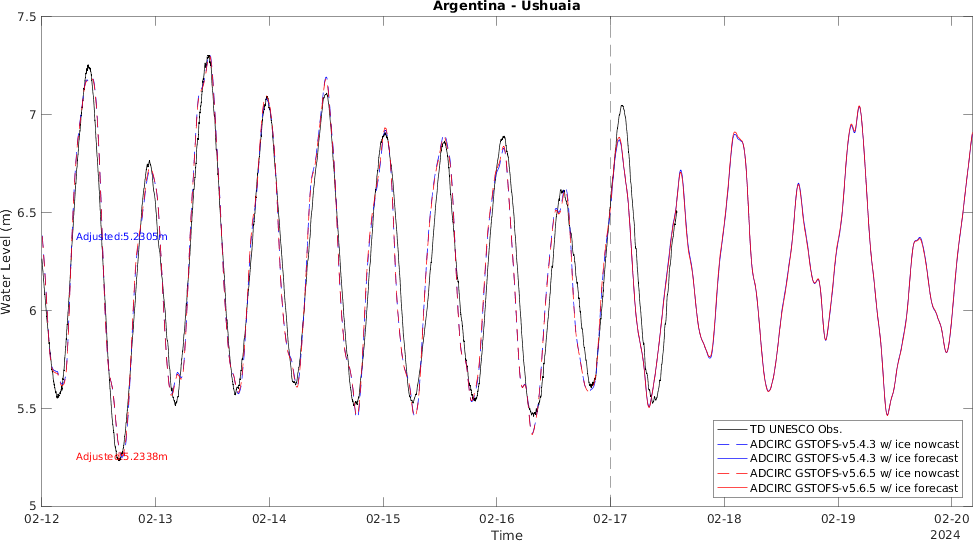 Argentina - Ushuaia
Water Level (m)
7.5
7
6.5
6
5.5
5
Adjusted:5.2305m
Adjusted:5.2338m
TD UNESCO Obs.
ADCIRC GSTOFS-v5.4.3 w/ ice nowcast
ADCIRC GSTOFS-v5.4.3 w/ ice forecast
ADCIRC GSTOFS-v5.6.5 w/ ice nowcast
ADCIRC GSTOFS-v5.6.5 w/ ice forecast
02-12 02-13 02-14 02-15 02-16 02-17 02-18 02-19 02-20
Time
2024